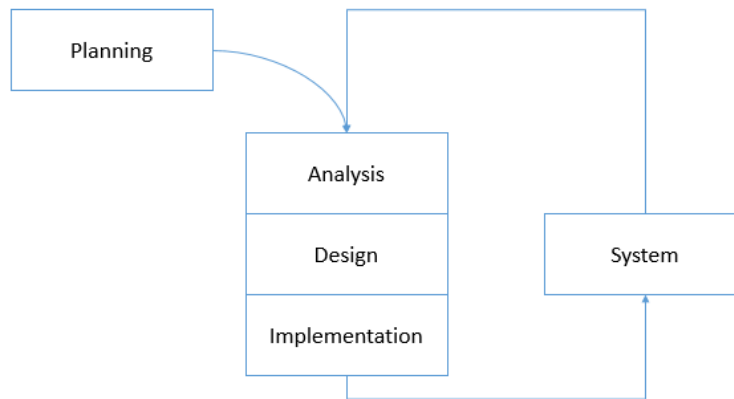 Planning
Analysis
Design
System
Implementation